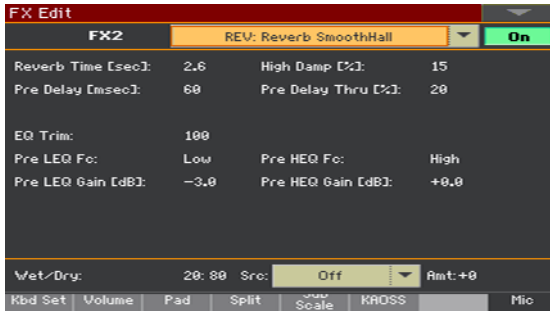 FX Edit
FX2 REV: Reverb SmoothHall On
Reverb Time [sec]: 2.6 High Damp [%]: 15
Pre Delay [msec]: 60 Pre Delay Thru [%]: 20
EQ Trim: 100
Pre LEQ Fc: Low Pre HEQ Fc: High
Pre LEQ Gain [dB]: -3.0 Pre HEQ Gain [dB]: +0.0
Wet/Dry: 20:80 Src: Off Amt:+0
Kbd Set Volume Pad Split Sub Scale KAOSS Mic